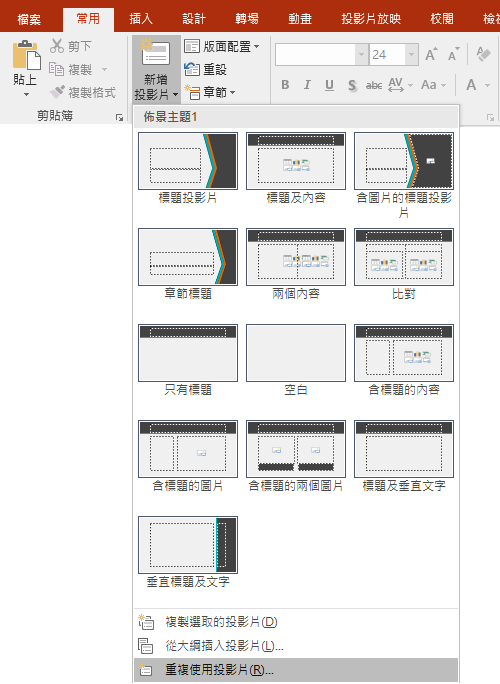 檔案 常用 插入 設計 轉場 動畫 投影片放映 校閱 檢視
貼上
剪下
複製
複製格式
剪貼簿
新增
投影片
版面配置
重設
章節
24
B I U S abc AV Aa A
佈景主題1
標題投影片 標題及內容 含圖片的標題投影
片
章節標題 兩個內容 比對
只有標題 空白 含標題的內容
含標題的圖片 含標題的兩個圖片 標題及垂直文字
垂直標題及文字
複製選取的投影片(D)
從大綱插入投影片(L)...
重複使用投影片(R)...